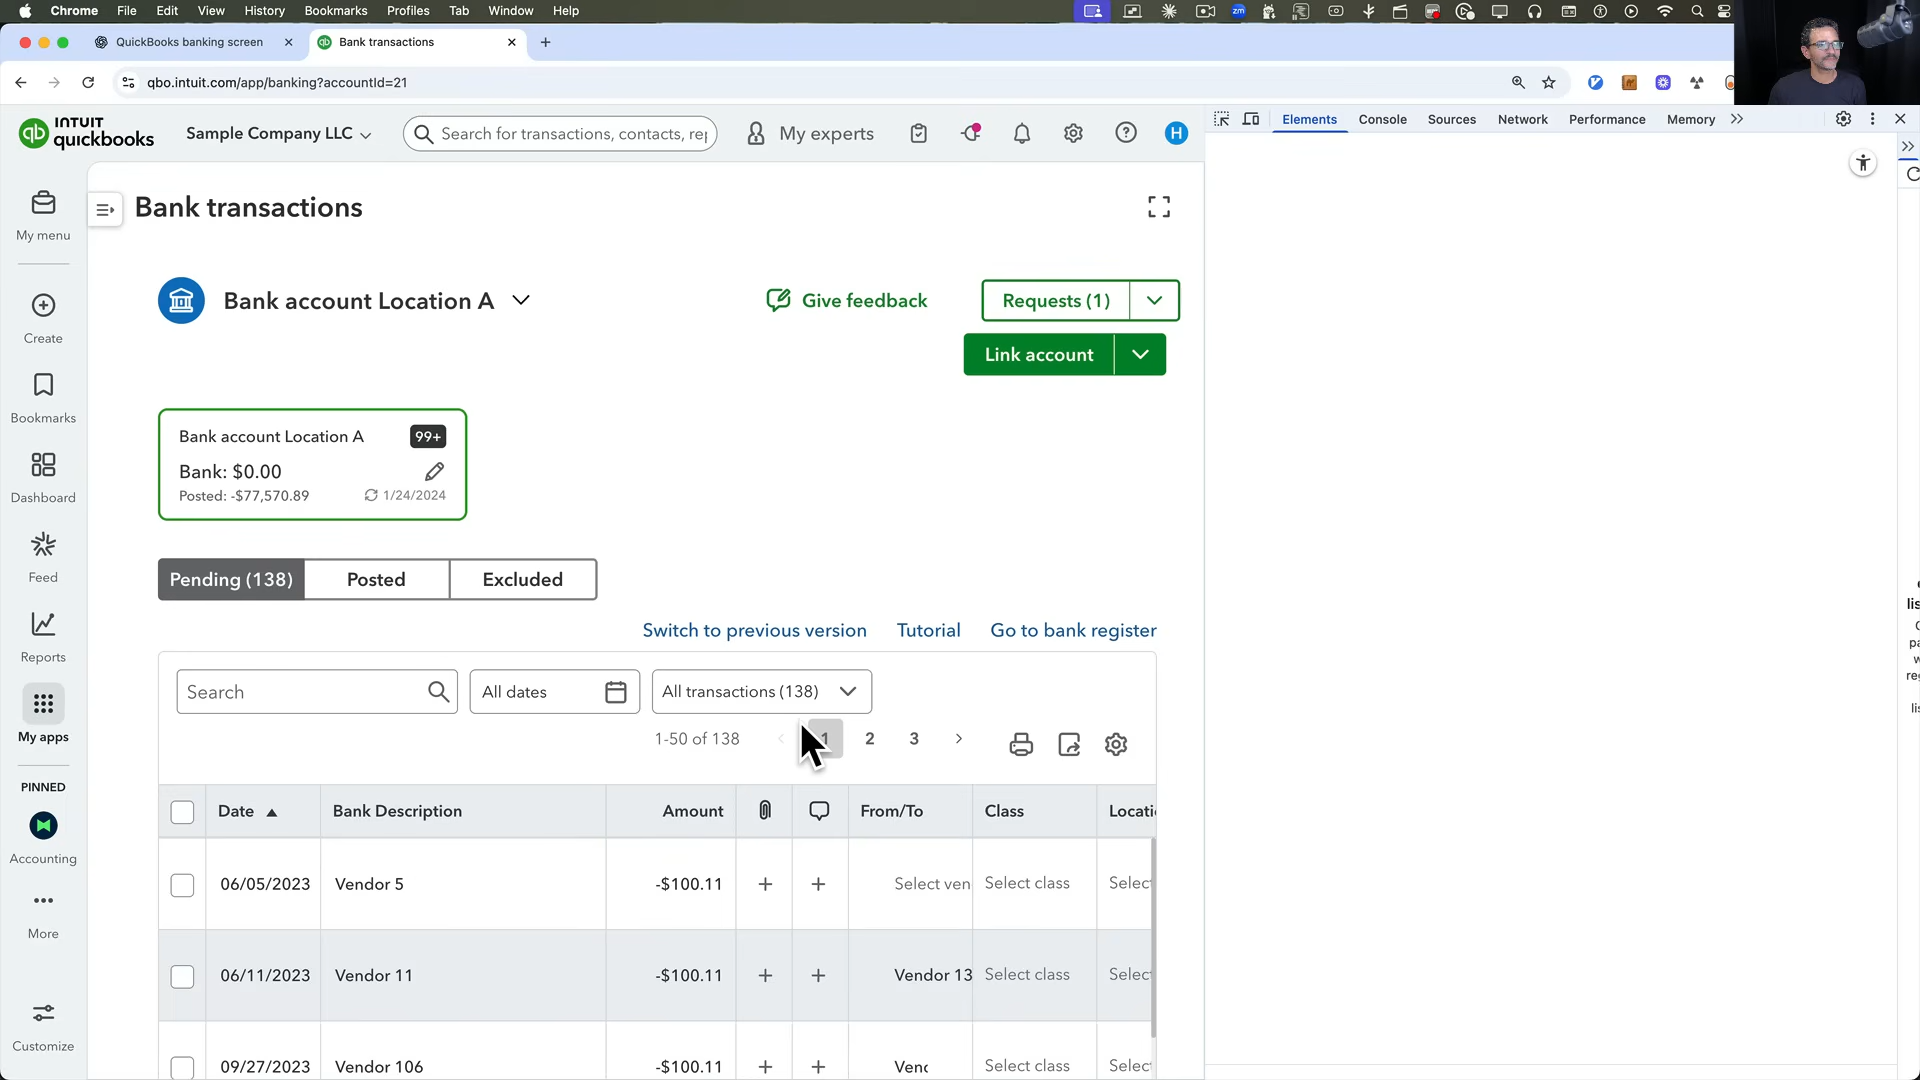 Chrome File Edit View History Bookmarks Profiles Tab Window Help
QuickBooks banking screen
Bank transactions
qbo.intuit.com/app/banking?accountId=21
INTUIT
quickbooks
Sample Company LLC
Search for transactions, contacts, rep
My experts
H
Elements Console Sources Network Performance Memory
My menu
Create
Bookmarks
Dashboard
Feed
Reports
My apps
PINNED
Accounting
More
Customize
Bank transactions
Bank account Location A
Give feedback
Requests (1)
Link account
Bank account Location A 99+
Bank: $0.00
Posted: -$77,570.89 1/24/2024
Pending (138) Posted Excluded
Switch to previous version Tutorial Go to bank register
Search All dates All transactions (138)
1-50 of 138 1 2 3
Date Bank Description Amount From/To Class Locati
06/05/2023 Vendor 5 -$100.11 + + Select ven Select class Selec
06/11/2023 Vendor 11 -$100.11 + + Vendor 13 Select class Selec
09/27/2023 Vendor 106 -$100.11 + + Vend Select class Selec